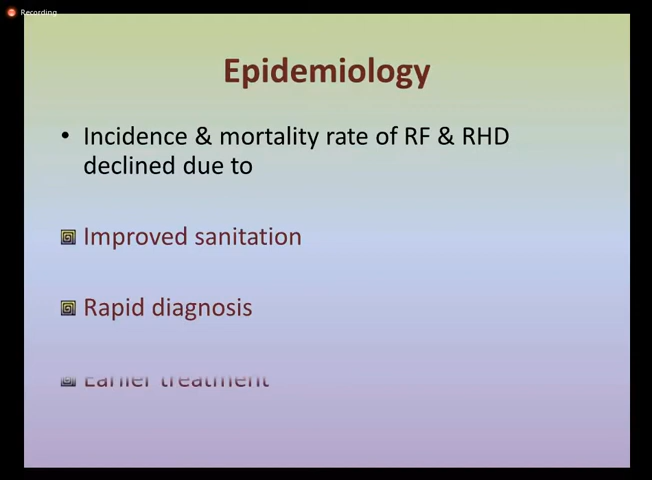 Recording
Epidemiology
• Incidence & mortality rate of RF & RHD
declined due to
Improved sanitation
Rapid diagnosis
Earlier treatment